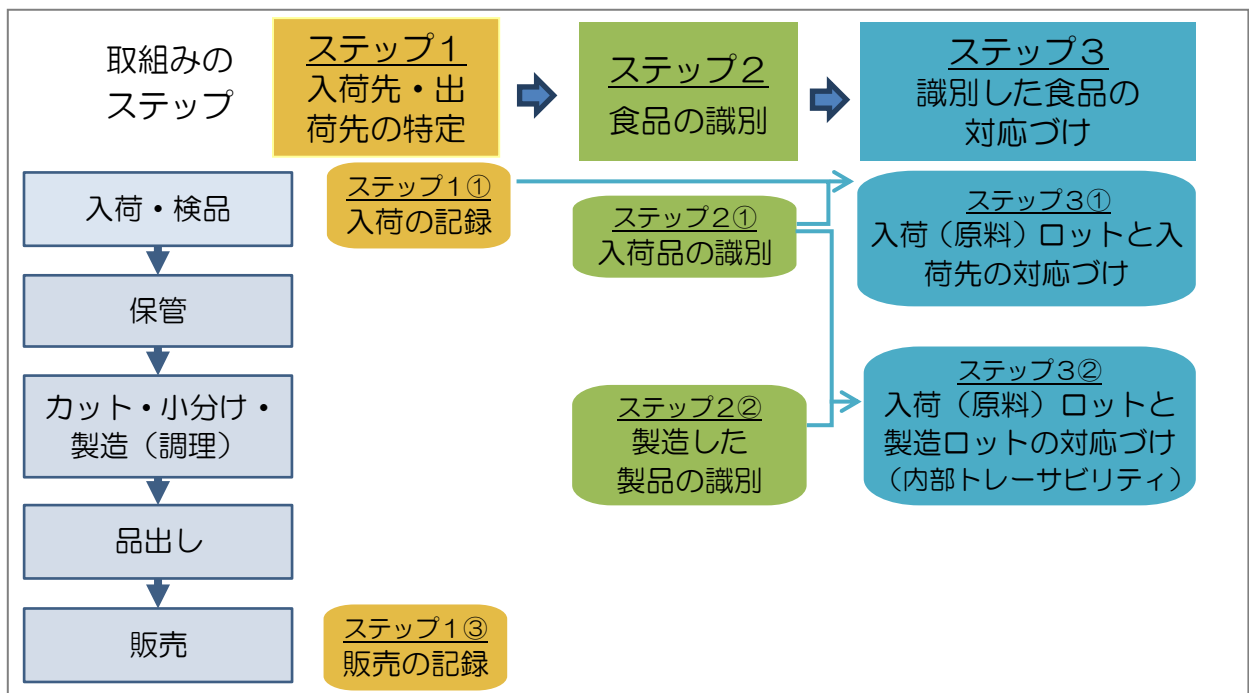 取組みの
ステップ
ステップ１
入荷先・出
荷先の特定
ステップ２
食品の識別
ステップ３
識別した食品の
対応づけ
入荷・検品
ステップ１①
入荷の記録
ステップ２①
入荷品の識別
ステップ３①
入荷（原料）ロットと入
荷先の対応づけ
保管
カット・小分け・
製造（調理）
ステップ２②
製造した
製品の識別
ステップ３②
入荷（原料）ロットと
製造ロットの対応づけ
（内部トレーサビリティ）
品出し
販売
ステップ１③
販売の記録